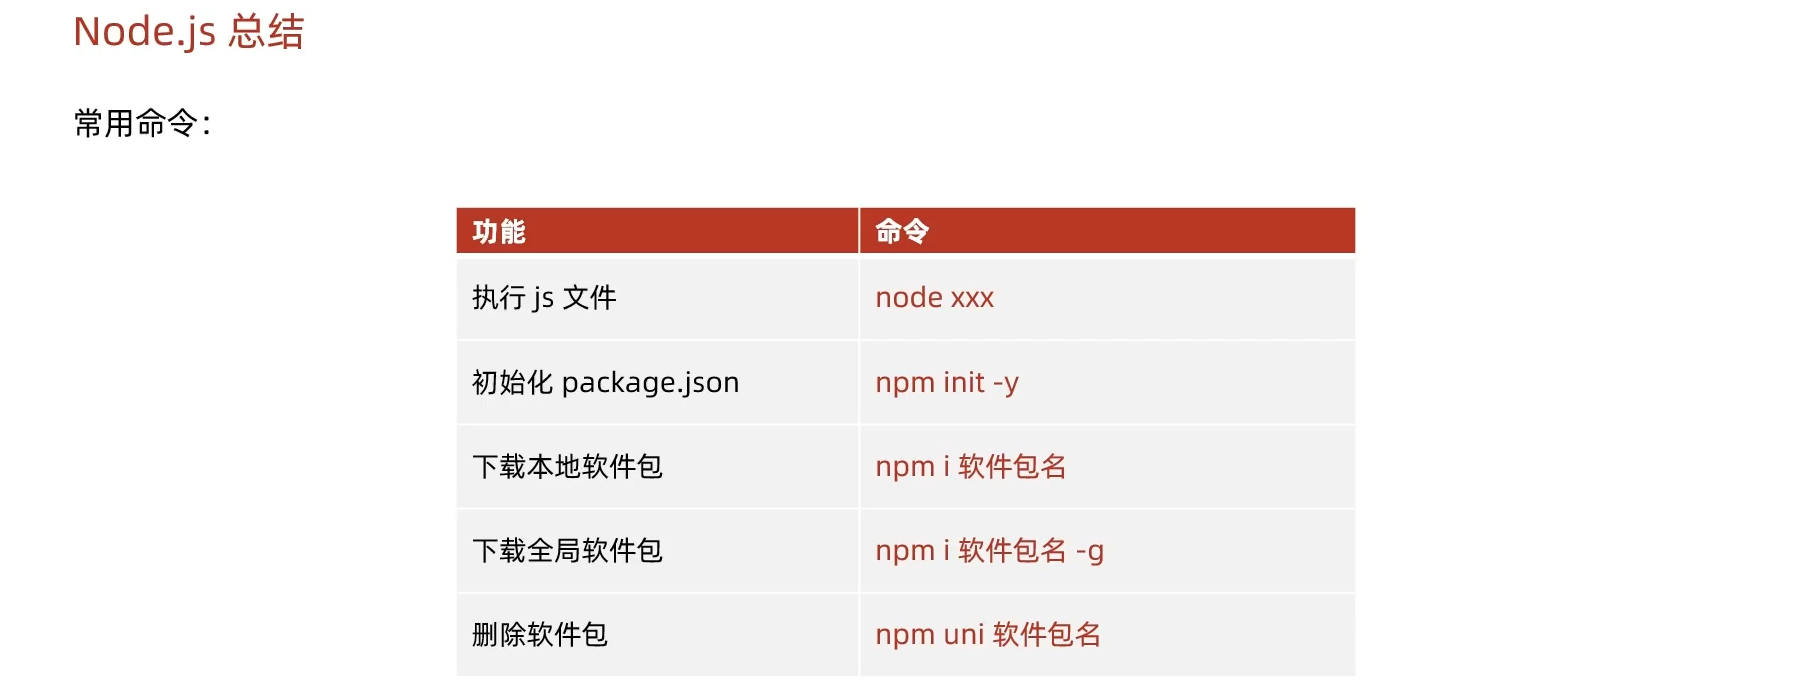 Node.js 总结
常用命令：
功能 命令
执行 js 文件 node xxx
初始化 package.json npm init -y
下载本地软件包 npm i 软件包名
下载全局软件包 npm i 软件包名 -g
删除软件包 npm uni 软件包名